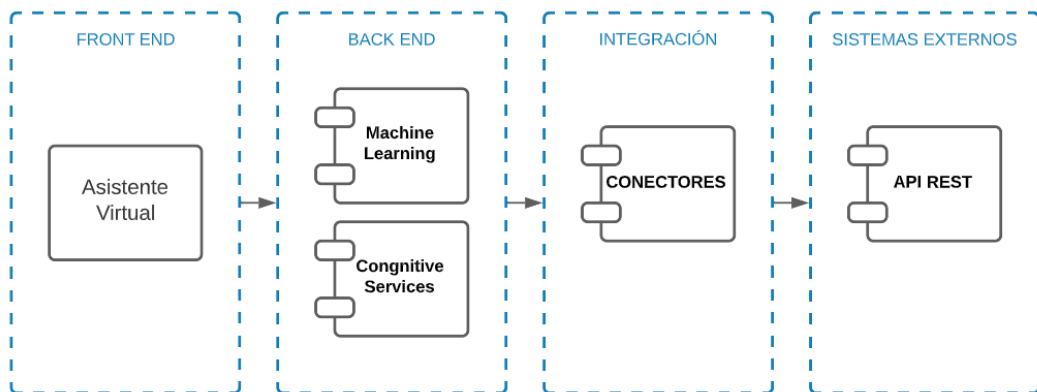 FRONT END
BACK END
INTEGRACIÓN
SISTEMAS EXTERNOS
Asistente
Virtual
Machine
Learning
Congnitive
Services
CONECTORES
API REST